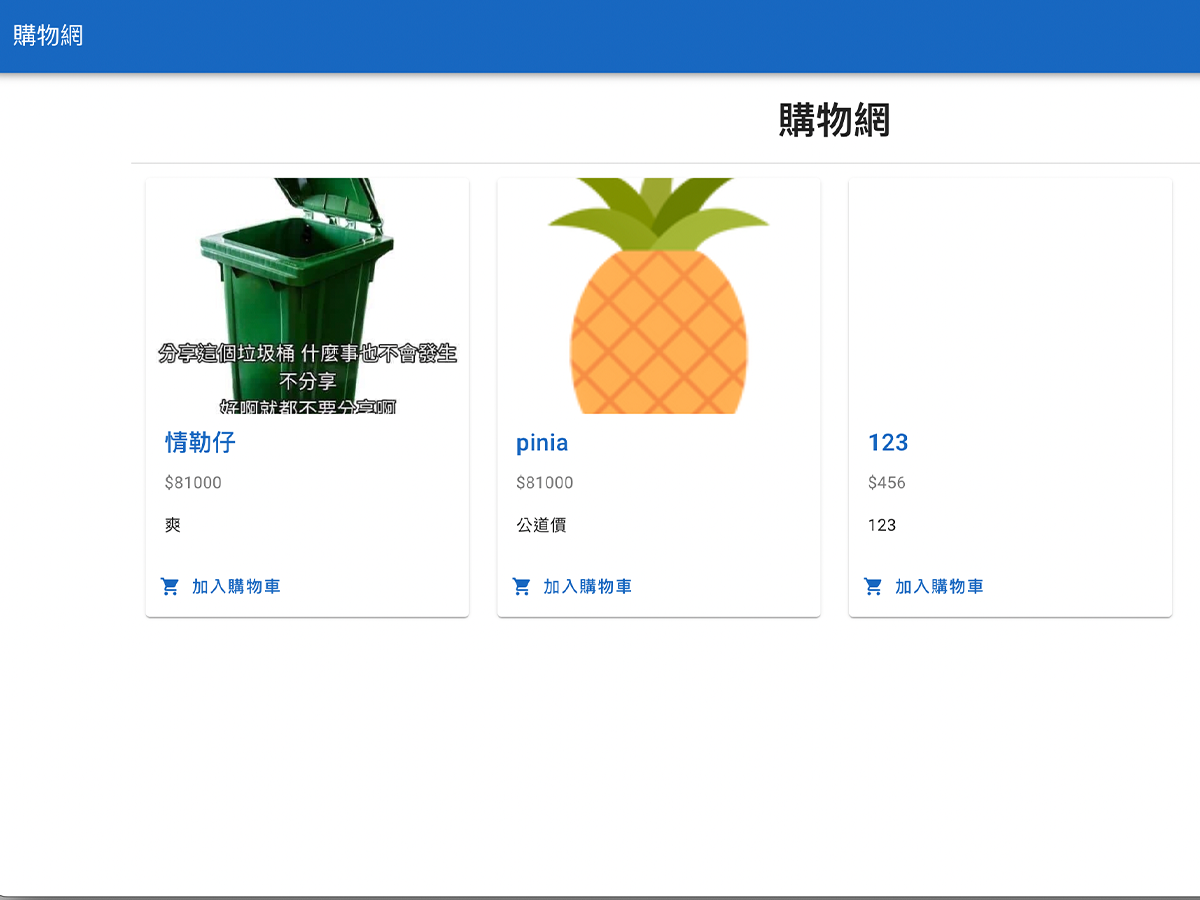 購物網
購物網
分享這個垃圾桶 什麼事也不會發生
不分享
好啊就都不要分享啊
情勒仔
$81000
爽
加入購物車
pinia
$81000
公道價
加入購物車
123
$456
123
加入購物車